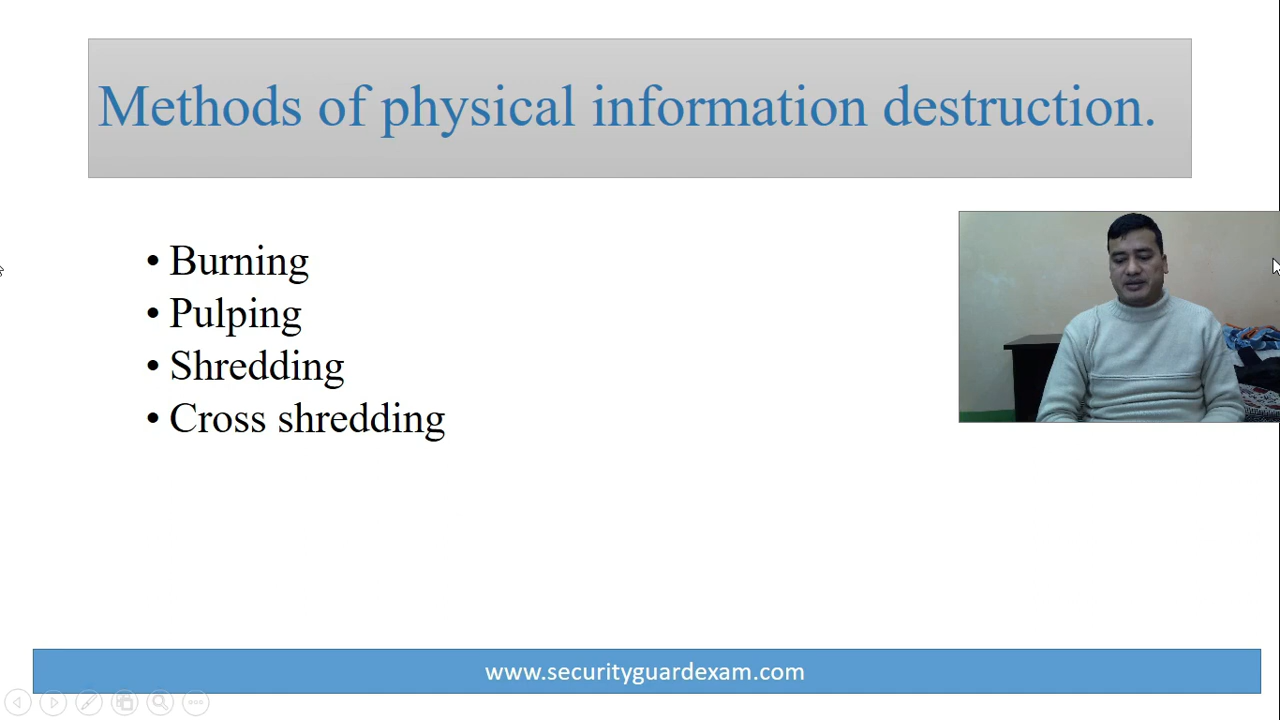 Methods of physical information destruction.
• Burning
• Pulping
• Shredding
• Cross shredding
www.securityguardexam.com